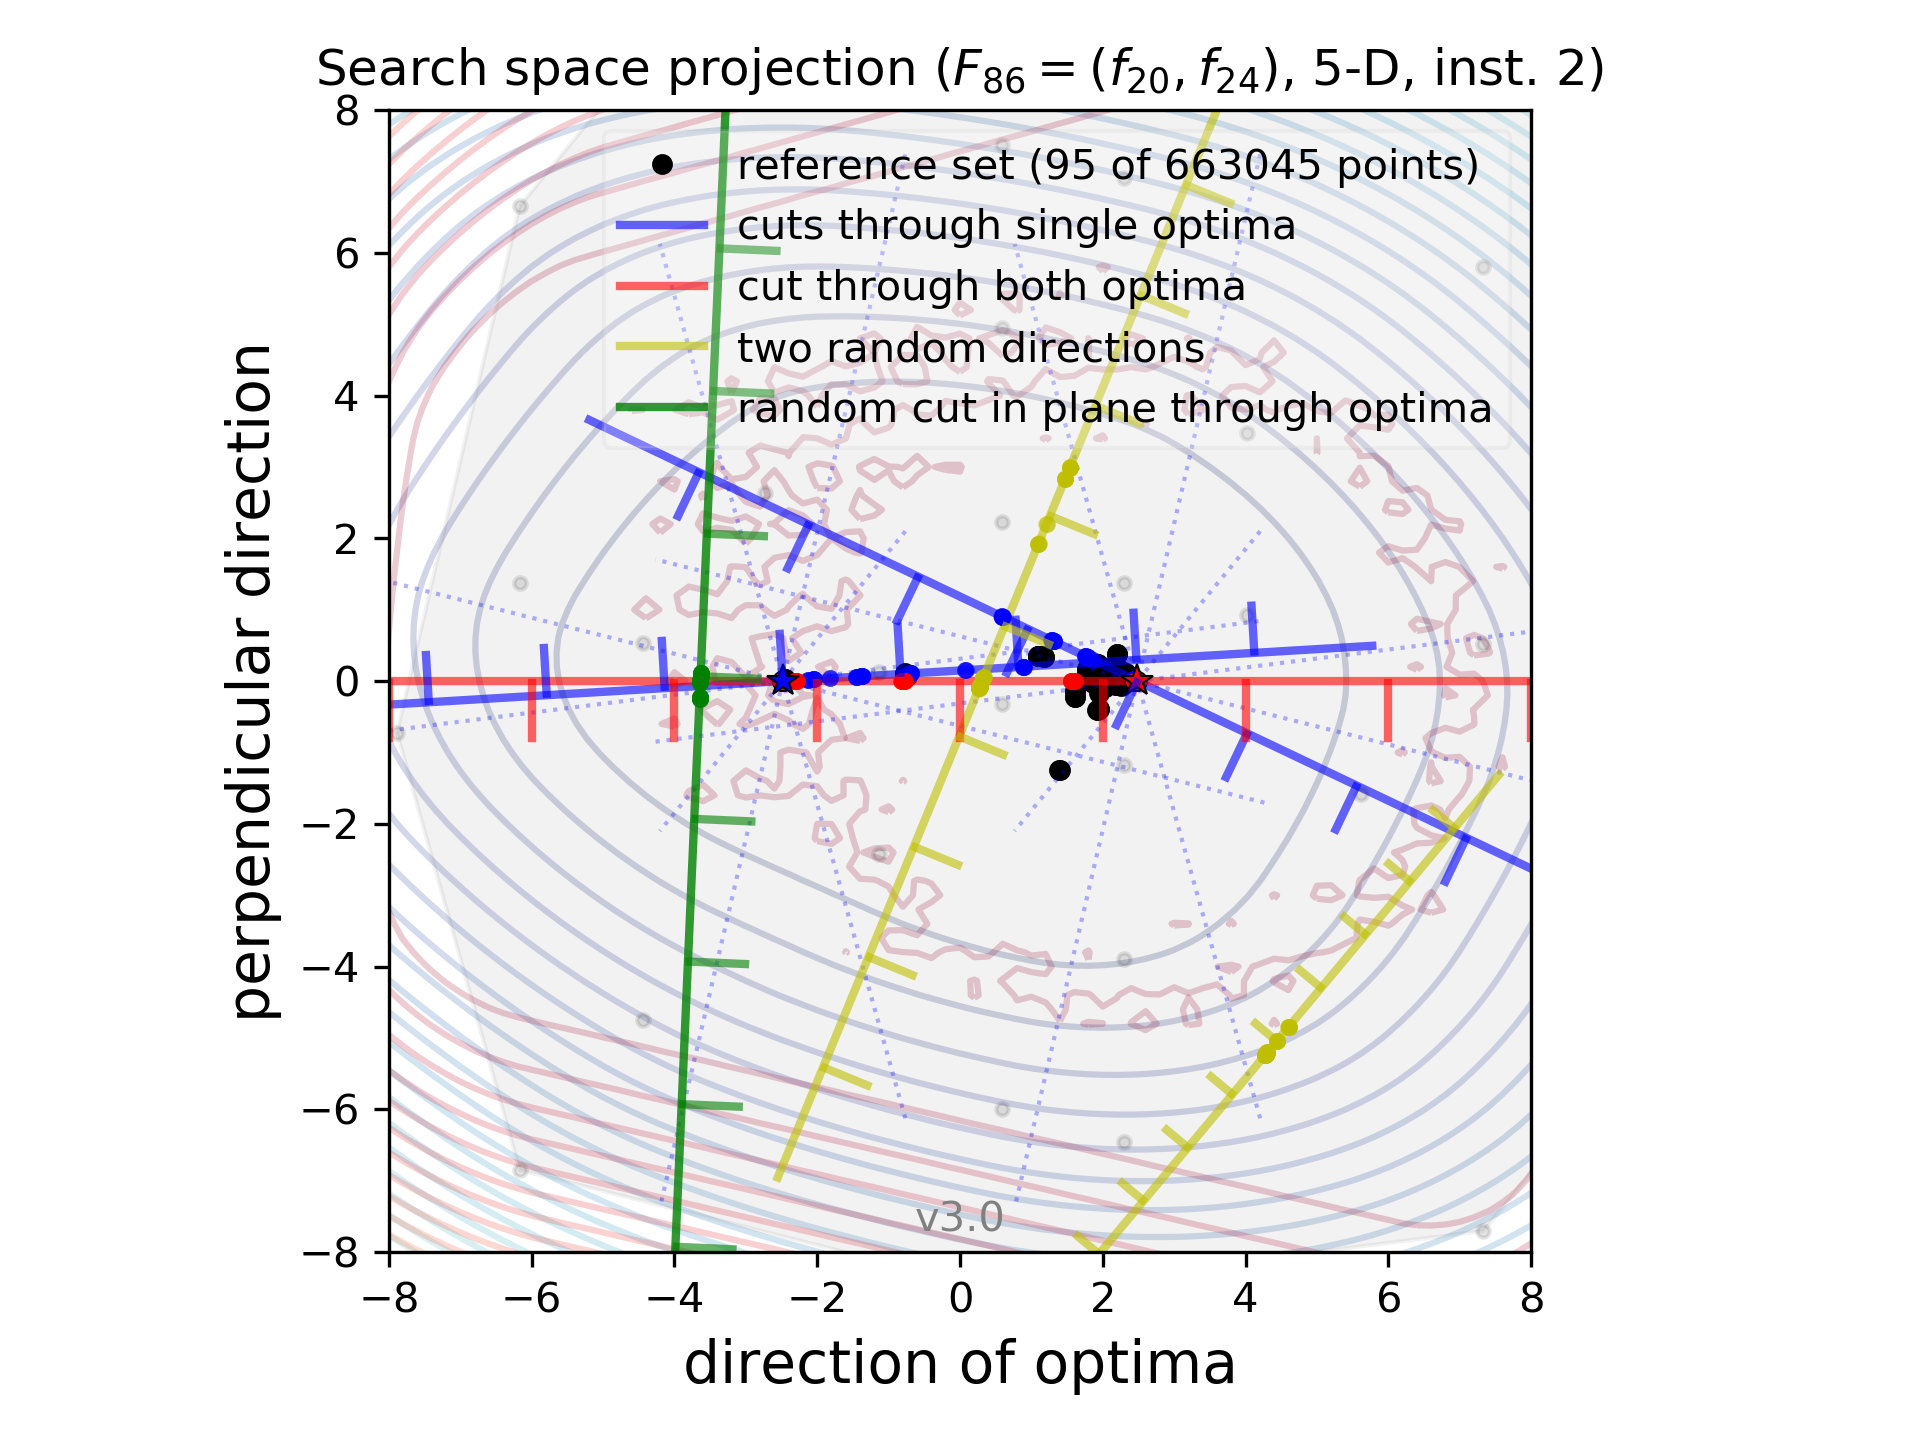 Search space projection (F86 = (f20, f24), 5-D, inst. 2)
reference set (95 of 663045 points)
cuts through single optima
cut through both optima
two random directions
random cut in plane through optima
8
6
4
2
0
−2
−4
−6
−8
perpendicular direction
v3.0
−8 −6 −4 −2 0 2 4 6 8
direction of optima